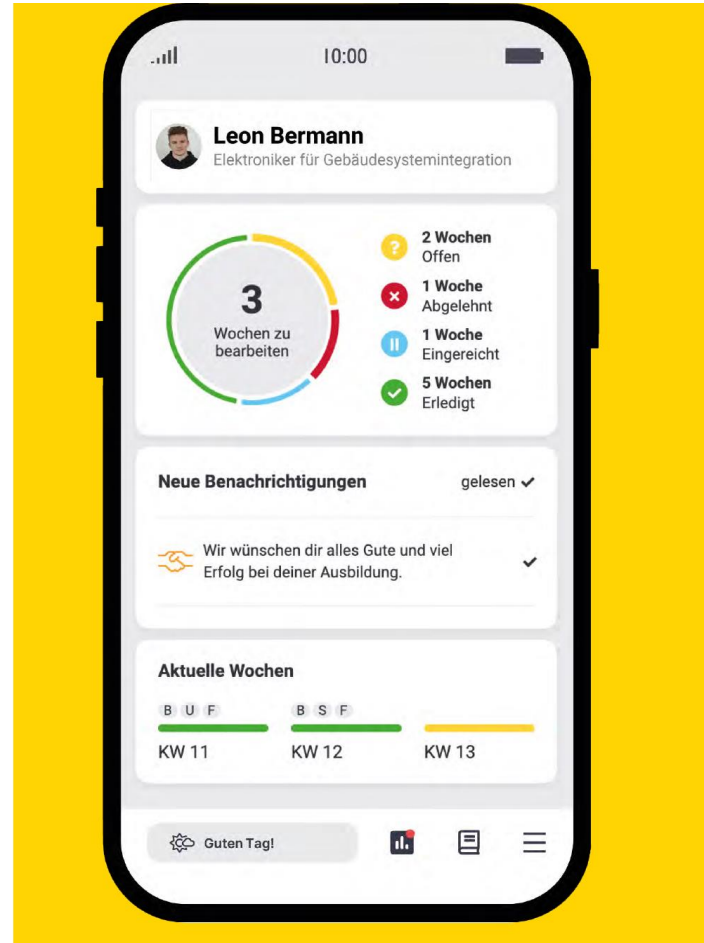 10:00
Leon Bermann
Elektroniker für Gebäudesystemintegration
3
Wochen zu
bearbeiten
2 Wochen
Offen
1 Woche
Abgelehnt
1 Woche
Eingereicht
5 Wochen
Erledigt
Neue Benachrichtigungen gelesen
Wir wünschen dir alles Gute und viel
Erfolg bei deiner Ausbildung.
Aktuelle Wochen
B U F B S F
KW 11 KW 12 KW 13
Guten Tag!